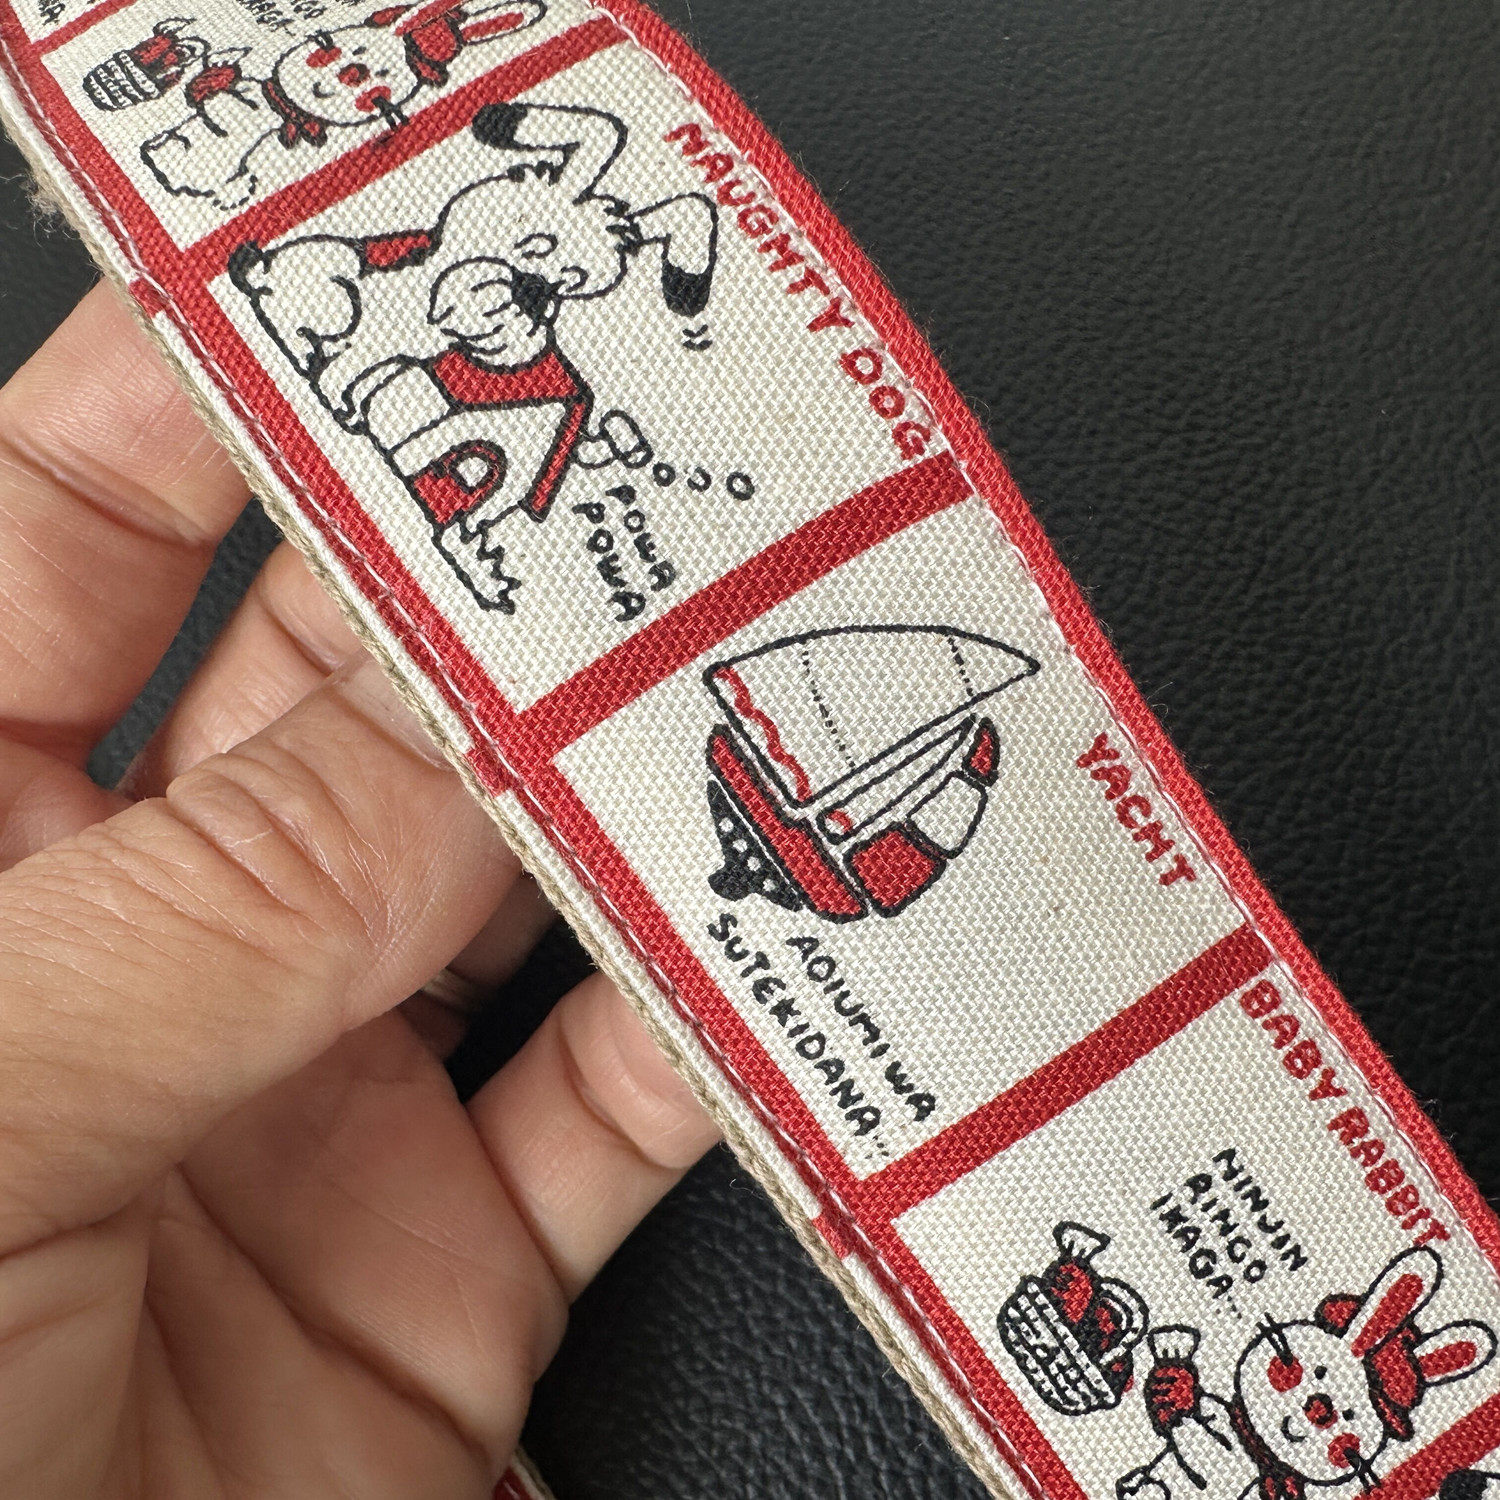 NAUGHTY DOG
POWA
POWA
YACHT
AOIUMI WA
SUTEKIDANA..
BABY RABBIT
NINJIN
RINGO
IKAGA..